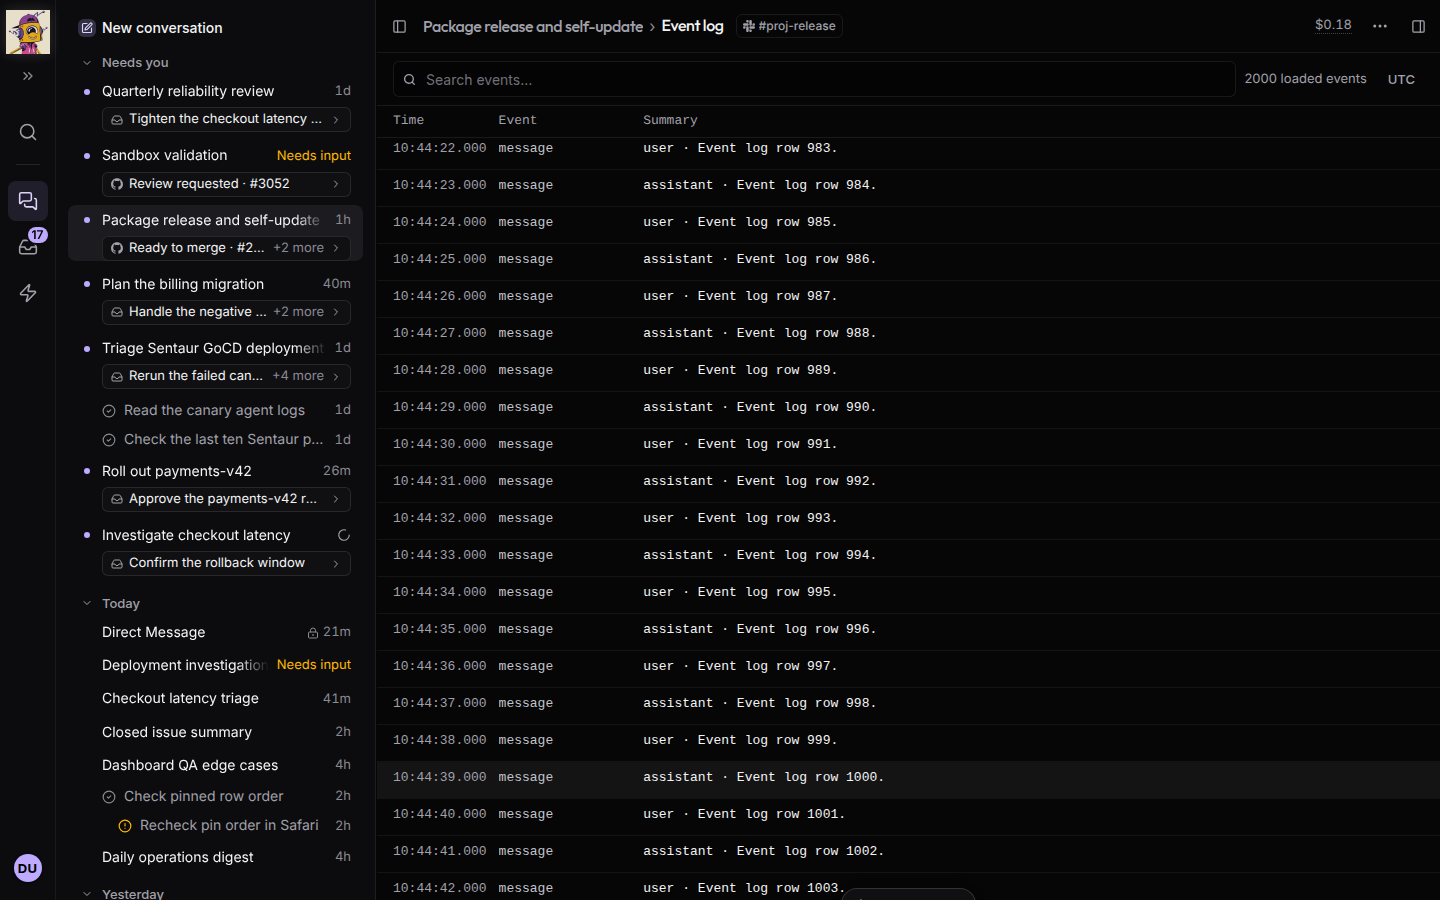 New conversation
Needs you
Quarterly reliability review 1d
Tighten the checkout latency ...
Sandbox validation Needs input
Review requested · #3052
Package release and self-update 1h
Ready to merge · #2... +2 more
17
Plan the billing migration 40m
Handle the negative ... +2 more
Triage Sentaur GoCD deployment 1d
Rerun the failed can... +4 more
Read the canary agent logs 1d
Check the last ten Sentaur p... 1d
Roll out payments-v42 26m
Approve the payments-v42 r...
Investigate checkout latency
Confirm the rollback window
Today
Direct Message 21m
Deployment investigation Needs input
Checkout latency triage 41m
Closed issue summary 2h
Dashboard QA edge cases 4h
Check pinned row order 2h
Recheck pin order in Safari 2h
Daily operations digest 4h
DU
Yesterday
Package release and self-update › Event log #proj-release $0.18
Search events... 2000 loaded events UTC
Time Event Summary
10:44:22.000 message user · Event log row 983.
10:44:23.000 message assistant · Event log row 984.
10:44:24.000 message user · Event log row 985.
10:44:25.000 message assistant · Event log row 986.
10:44:26.000 message user · Event log row 987.
10:44:27.000 message assistant · Event log row 988.
10:44:28.000 message user · Event log row 989.
10:44:29.000 message assistant · Event log row 990.
10:44:30.000 message user · Event log row 991.
10:44:31.000 message assistant · Event log row 992.
10:44:32.000 message user · Event log row 993.
10:44:33.000 message assistant · Event log row 994.
10:44:34.000 message user · Event log row 995.
10:44:35.000 message assistant · Event log row 996.
10:44:36.000 message user · Event log row 997.
10:44:37.000 message assistant · Event log row 998.
10:44:38.000 message user · Event log row 999.
10:44:39.000 message assistant · Event log row 1000.
10:44:40.000 message user · Event log row 1001.
10:44:41.000 message assistant · Event log row 1002.
10:44:42.000 message user · Event log row 1003.